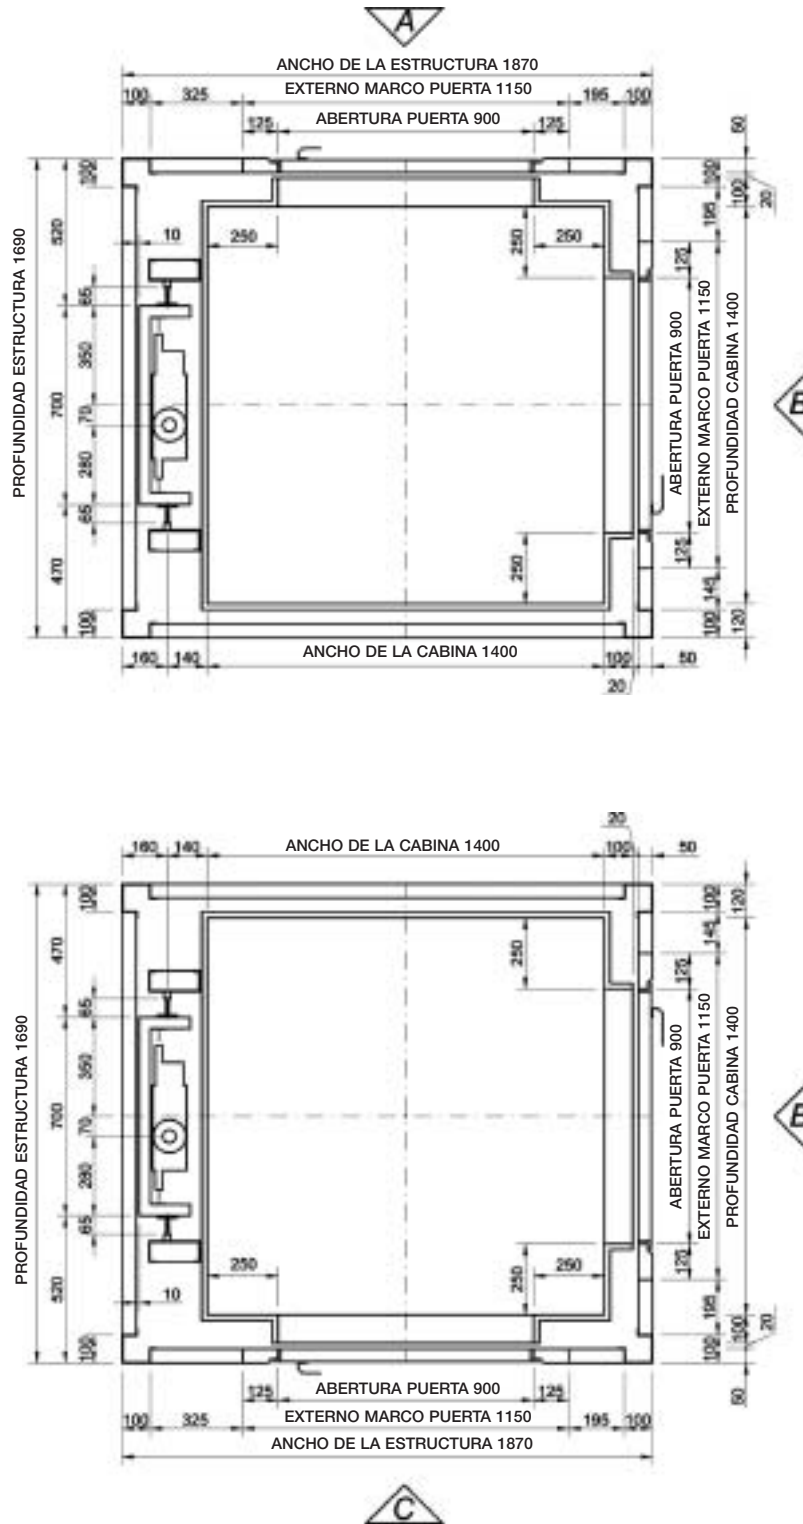 A
ANCHO DE LA ESTRUCTURA 1870
100 325 EXTERNO MARCO PUERTA 1150 195 100
125 ABERTURA PUERTA 900 125
PROFUNDIDAD ESTRUCTURA 1690
520 700 470
100 65 350 70 280 65 100
10
250 250 250
250
50
100 195 125
100 20
ABERTURA PUERTA 900
EXTERNO MARCO PUERTA 1150
PROFUNDIDAD CABINA 1400
B
125 145 100 120
160 140 ANCHO DE LA CABINA 1400 100 50
20
20
160 140 ANCHO DE LA CABINA 1400 100 50
PROFUNDIDAD ESTRUCTURA 1690
470 700 520
100 65 350 70 280 65 100
10
250
250 250 250
100 145 125 120
ABERTURA PUERTA 900
EXTERNO MARCO PUERTA 1150
PROFUNDIDAD CABINA 1400
125 195 100
100 20
50
125 ABERTURA PUERTA 900 125
100 325 EXTERNO MARCO PUERTA 1150 195 100
ANCHO DE LA ESTRUCTURA 1870
C